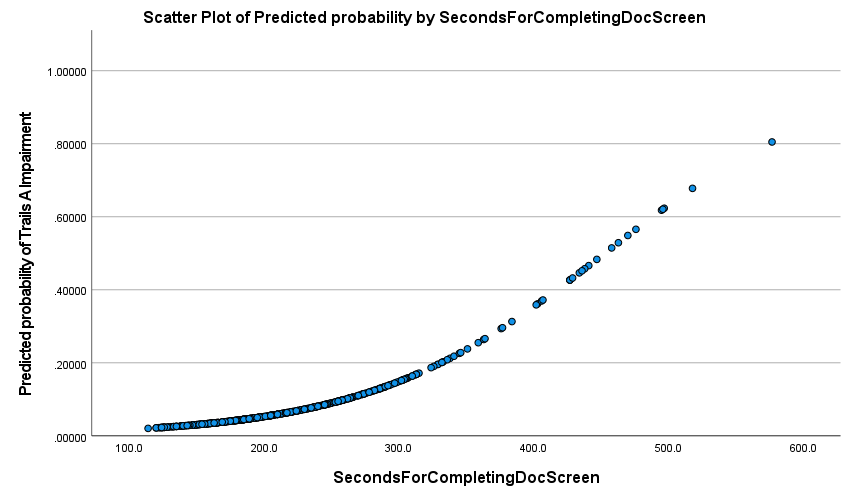 Scatter Plot of Predicted probability by SecondsForCompletingDocScreen
Predicted probability of Trails A Impairment
1.00000
.80000
.60000
.40000
.20000
.00000
100.0 200.0 300.0 400.0 500.0 600.0
SecondsForCompletingDocScreen